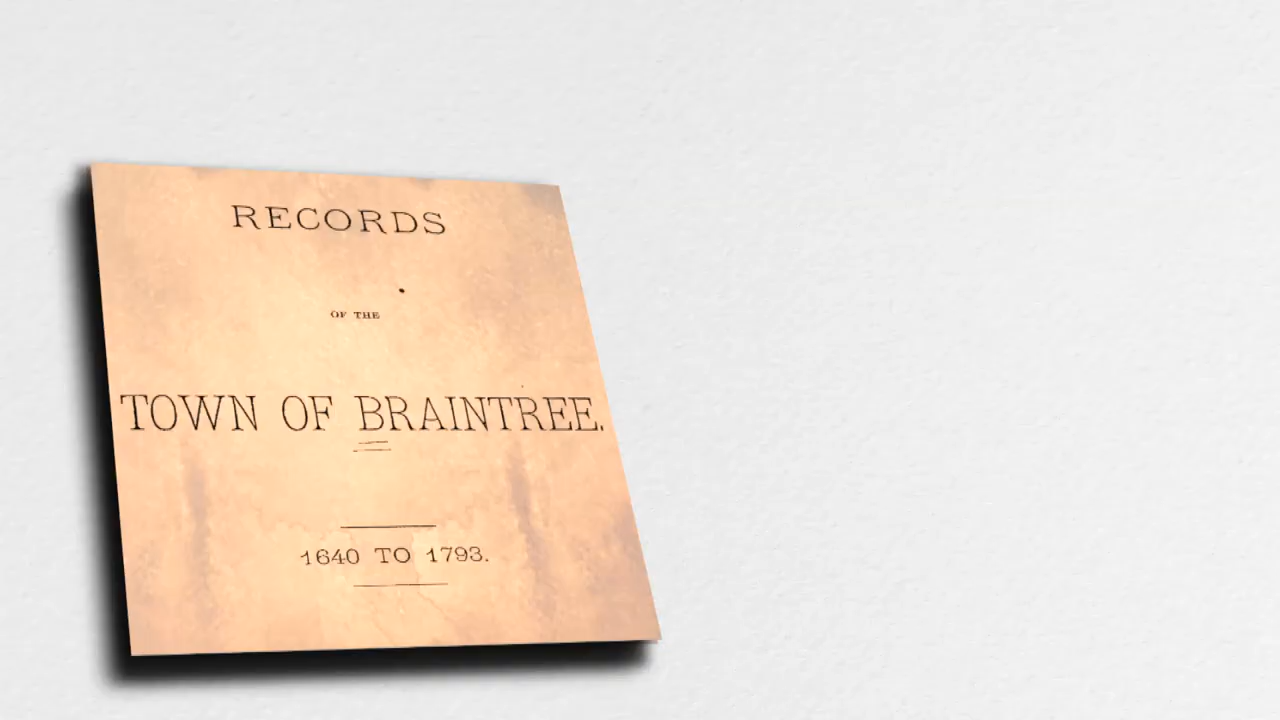 RECORDS
OF THE
TOWN OF BRAINTREE.
1640 TO 1793.